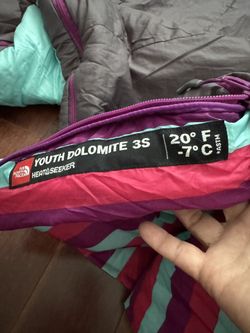 THE
NORTH
FACE
YOUTH DOLOMITE 3S
HEATSEEKER
20° F
-7° C
*ASTM